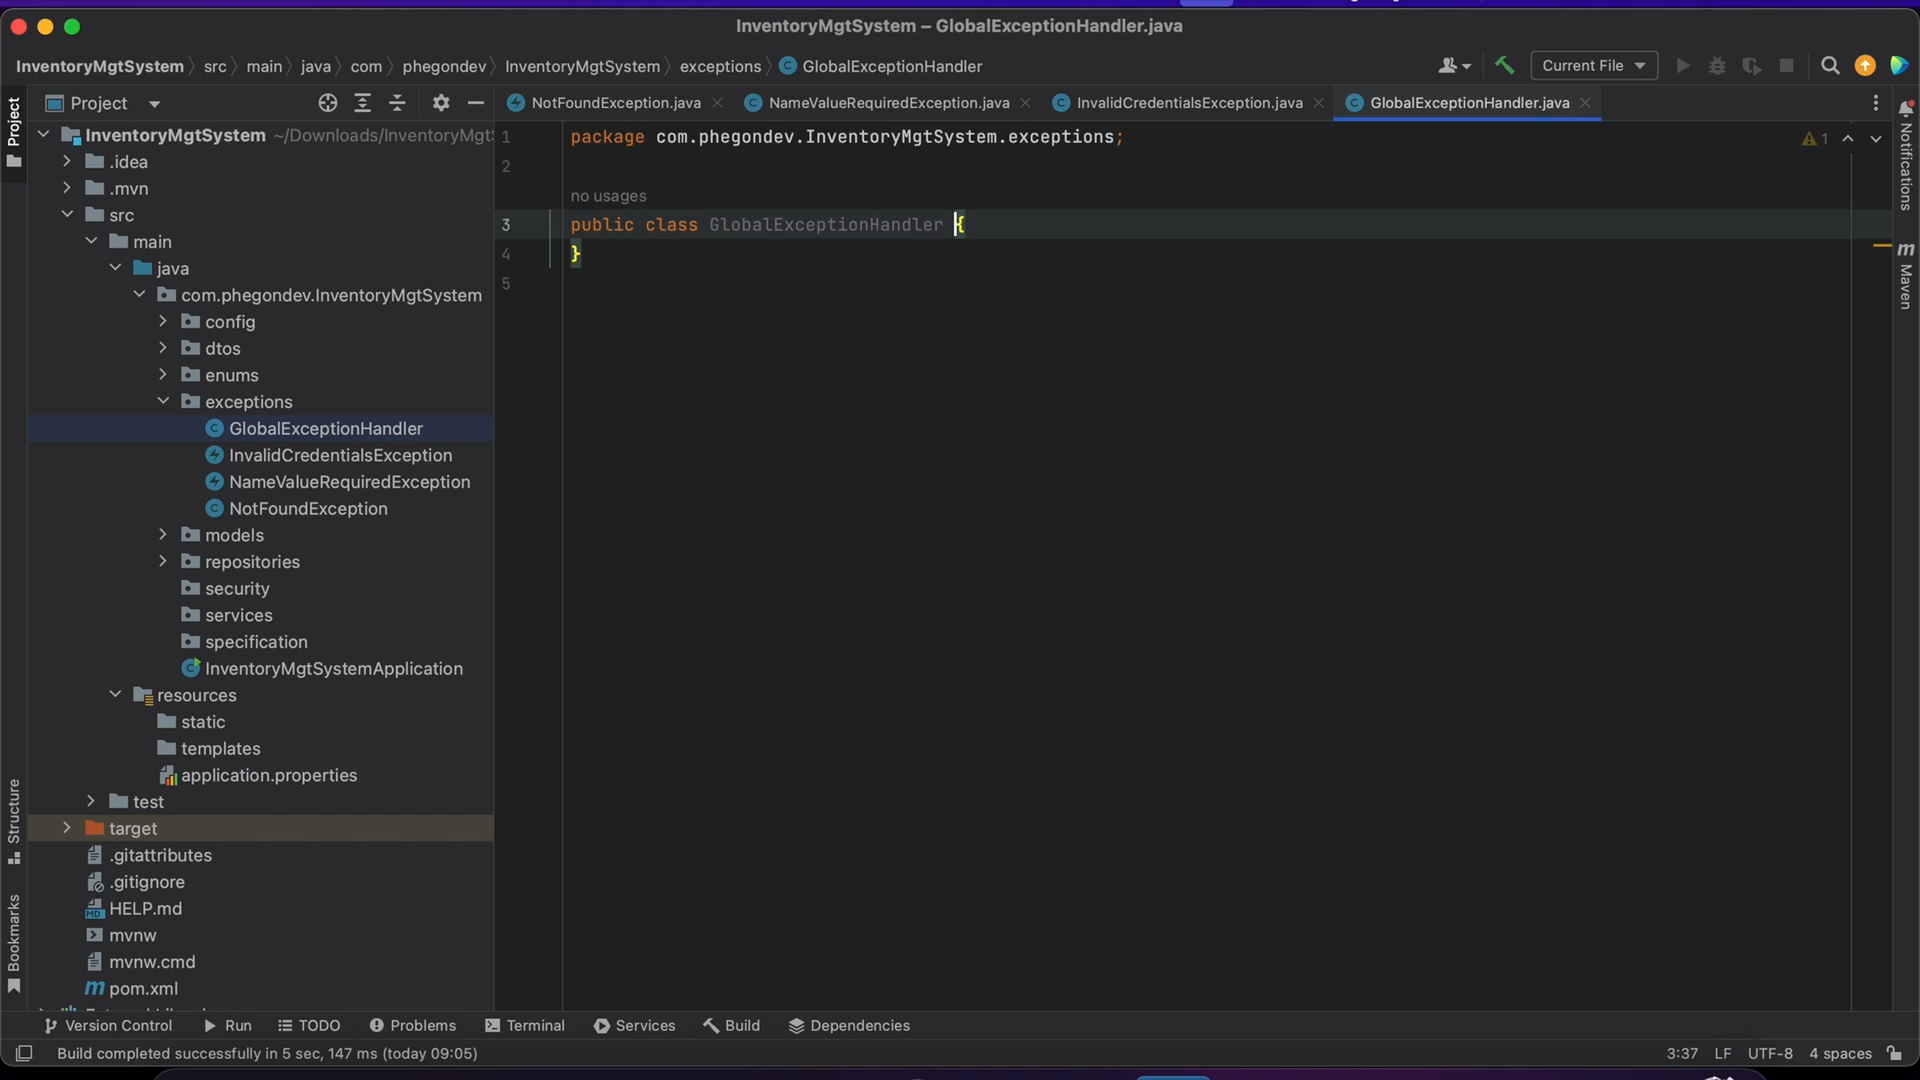 InventoryMgtSystem – GlobalExceptionHandler.java
InventoryMgtSystem src main java com phegondev InventoryMgtSystem exceptions GlobalExceptionHandler
Current File
Project
NotFoundException.java
NameValueRequiredException.java
InvalidCredentialsException.java
GlobalExceptionHandler.java
Project
Structure
Bookmarks
InventoryMgtSystem ~/Downloads/InventoryMgtS
.idea
.mvn
src
main
java
com.phegondev.InventoryMgtSystem
config
dtos
enums
exceptions
GlobalExceptionHandler
InvalidCredentialsException
NameValueRequiredException
NotFoundException
models
repositories
security
services
specification
InventoryMgtSystemApplication
resources
static
templates
application.properties
test
target
.gitattributes
.gitignore
HELP.md
mvnw
mvnw.cmd
pom.xml
1 package com.phegondev.InventoryMgtSystem.exceptions;
2
no usages
3 public class GlobalExceptionHandler {
4 }
5
1
Notifications
Maven
Version Control
Run
TODO
Problems
Terminal
Services
Build
Dependencies
Build completed successfully in 5 sec, 147 ms (today 09:05)
3:37 LF UTF-8 4 spaces